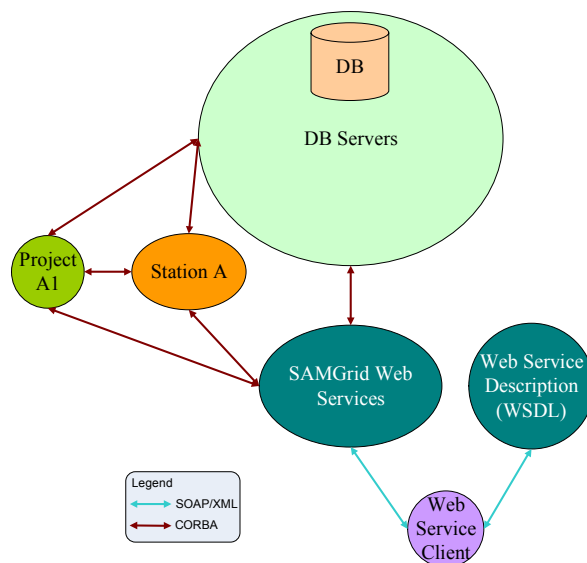 DB
DB Servers
Project
A1
Station A
SAMGrid Web
Services
Web Service
Description
(WSDL)
Legend
SOAP/XML
CORBA
Web
Service
Client